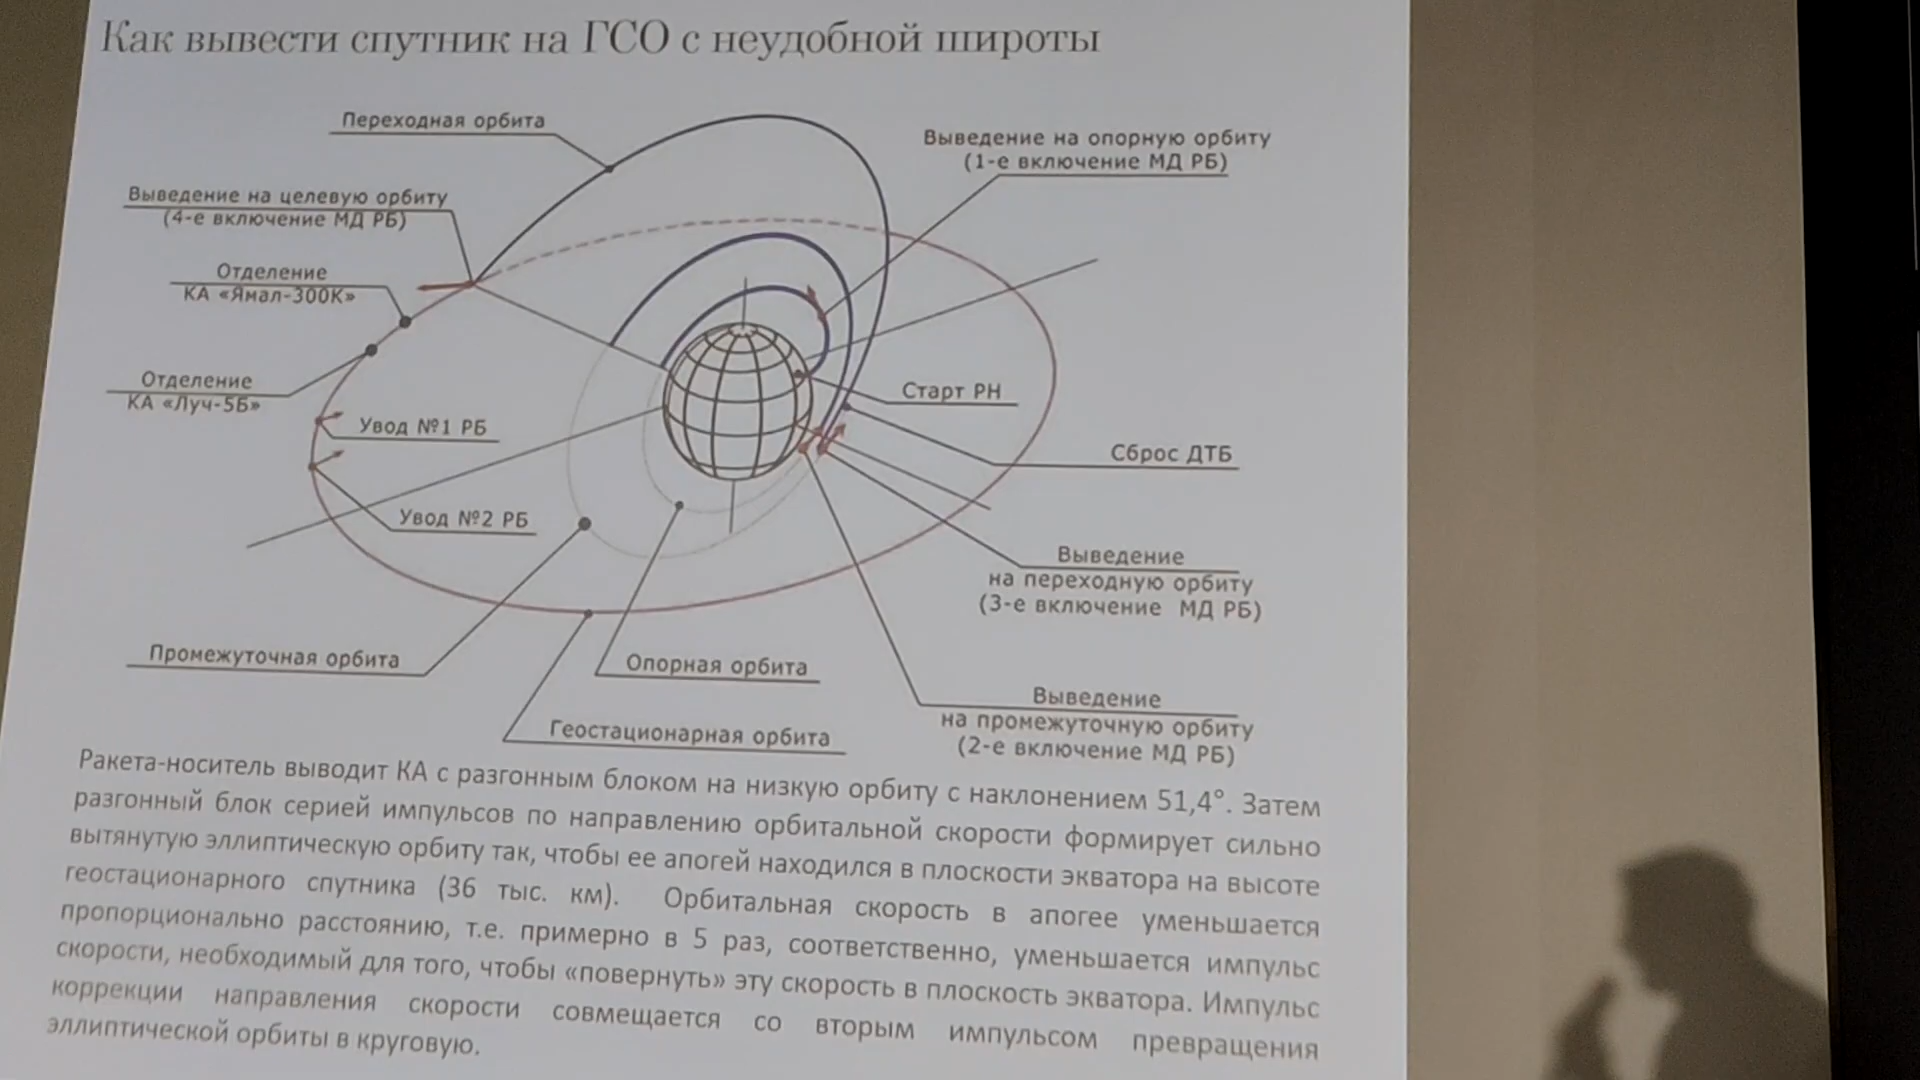 Как вывести спутник на ГСО с неудобной широты
Переходная орбита
Выведение на опорную орбиту
(1-е включение МД РБ)
Выведение на целевую орбиту
(4-е включение МД РБ)
Отделение
КА «Ямал-300К»
Отделение
КА «Луч-5Б»
Увод №1 РБ
Старт РН
Сброс ДТБ
Увод №2 РБ
Выведение
на переходную орбиту
(3-е включение МД РБ)
Промежуточная орбита
Опорная орбита
Геостационарная орбита
Выведение
на промежуточную орбиту
(2-е включение МД РБ)
Ракета-носитель выводит КА с разгонным блоком на низкую орбиту с наклонением 51,4°. Затем
разгонный блок серией импульсов по направлению орбитальной скорости формирует сильно
вытянутую эллиптическую орбиту так, чтобы ее апогей находился в плоскости экватора на высоте
геостационарного спутника (36 тыс. км). Орбитальная скорость в апогее уменьшается
пропорционально расстоянию, т.е. примерно в 5 раз, соответственно, уменьшается импульс
скорости, необходимый для того, чтобы «повернуть» эту скорость в плоскость экватора. Импульс
коррекции направления скорости совмещается со вторым импульсом превращения
эллиптической орбиты в круговую.